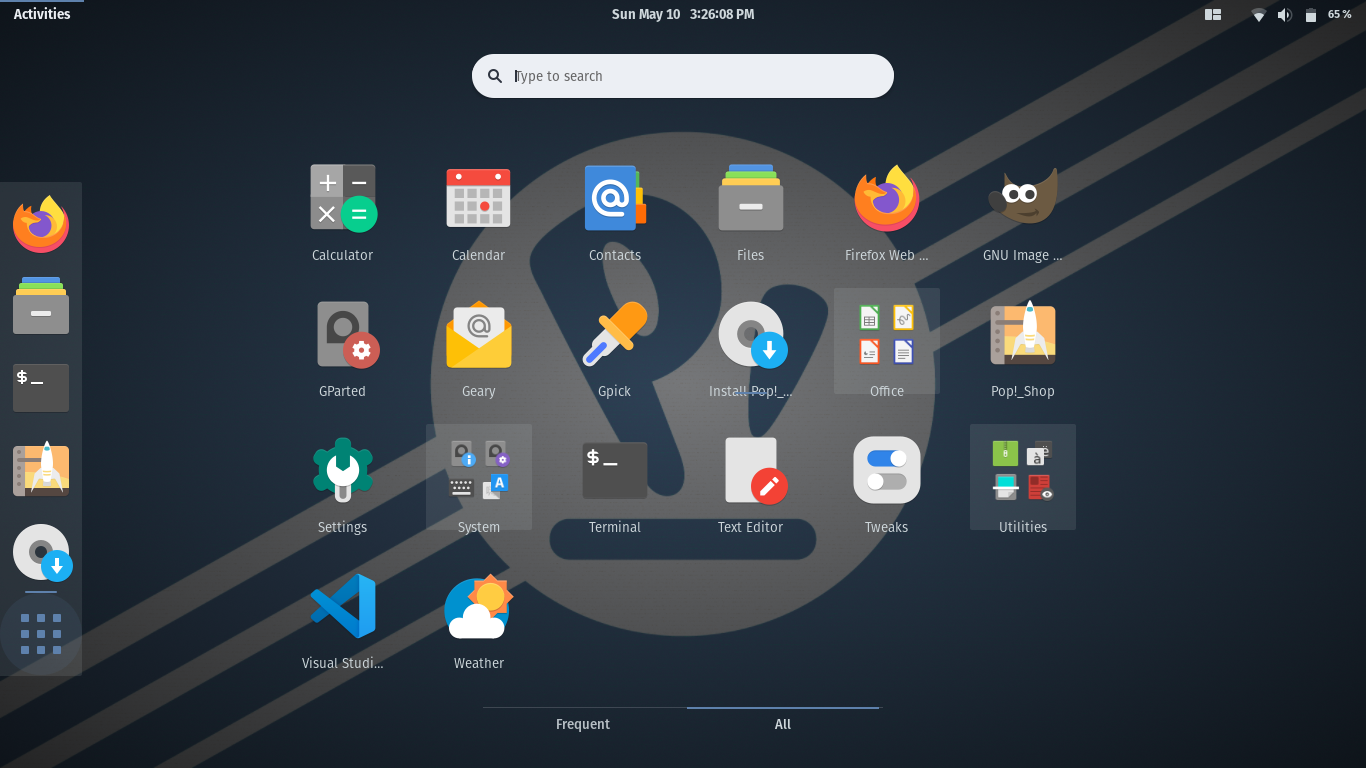 Activities
Sun May 10 3:26:08 PM
65 %
Type to search
Calculator
Calendar
Contacts
Files
Firefox Web ...
GNU Image ...
GParted
Geary
Gpick
Install Pop!_...
Office
Pop!_Shop
Settings
System
Terminal
Text Editor
Tweaks
Utilities
Visual Studi...
Weather
Frequent
All